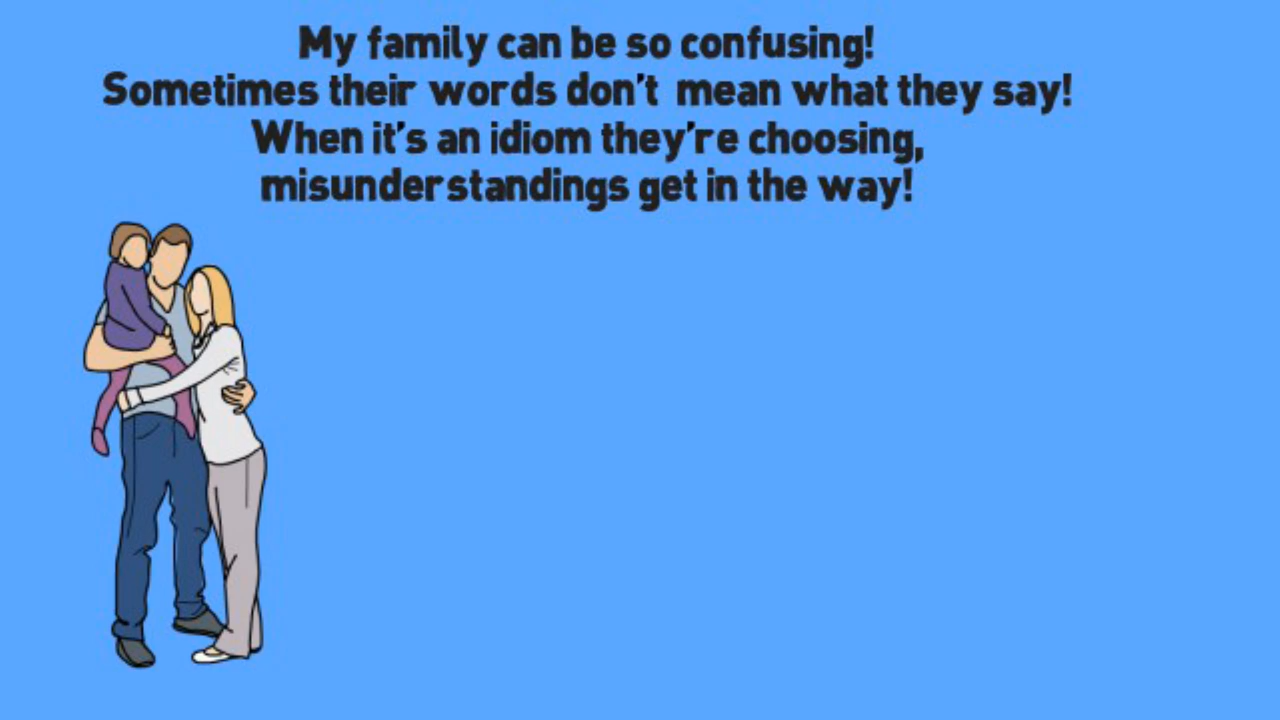 My family can be so confusing!
Sometimes their words don't mean what they say!
When it's an idiom they're choosing,
misunderstandings get in the way!